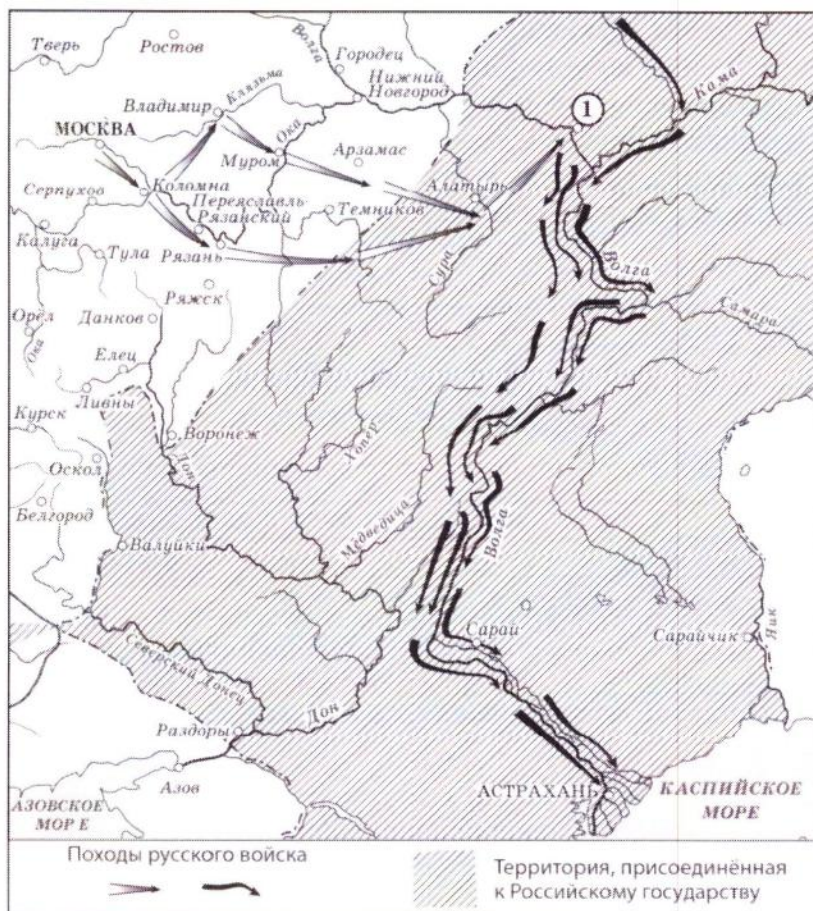 Тверь
Ростов
Волга
Городец
Нижний
Новгород
Кама
Владимир
Клязьма
МОСКВА
Ока
Муром
Арзамас
1
Серпухов
Коломна
Переяславль
Рязанский
Алатырь
Темников
Калуга
Тула
Рязань
Сура
Волга
Ряжск
Самара
Орёл
Ока
Данков
Елец
Ливны
Курск
Воронеж
Хопер
Оскол
Дон
Белгород
Медведица
Волга
Валуйки
Сарай
Сарайчик
Яик
Северский Донец
Дон
Раздоры
Азов
АСТРАХАНЬ
КАСПИЙСКОЕ
МОРЕ
АЗОВСКОЕ
МОРЕ
Походы русского войска
Территория, присоединённая
к Российскому государству